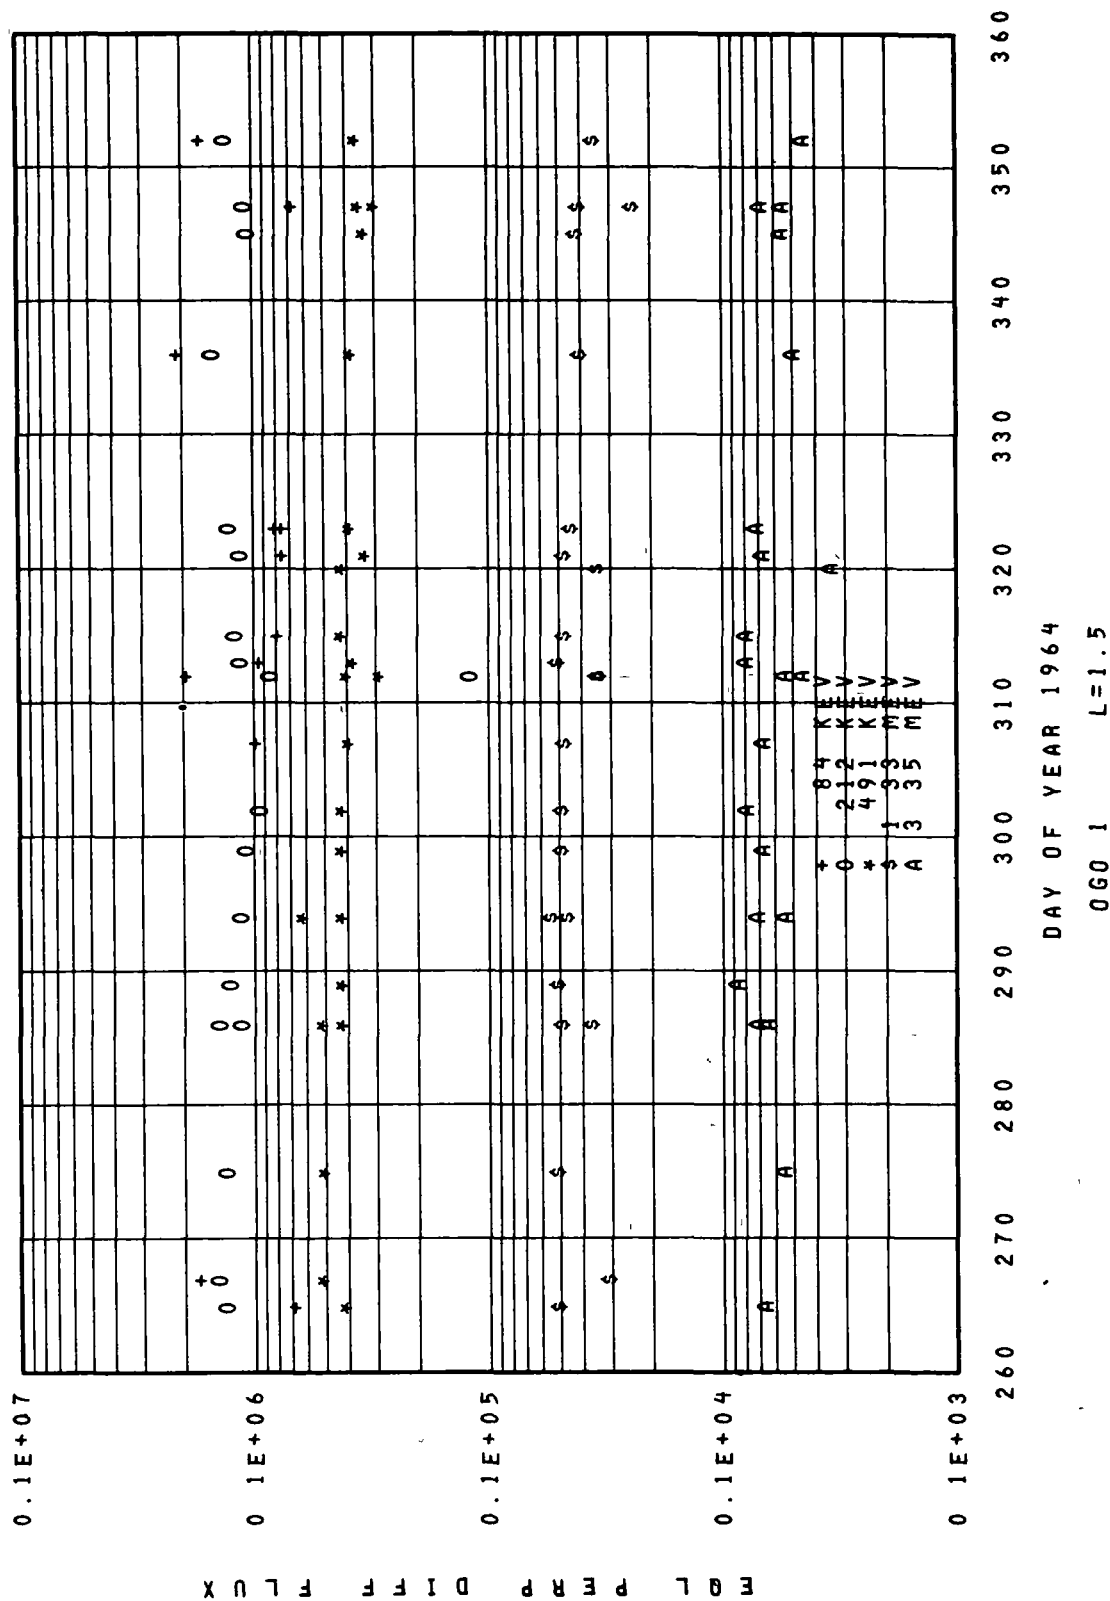 EQL PERP DIFF FLUX
0.1E+07
0 1E+06
0.1E+05
0.1E+04
0 1E+03
+ 84 KEV
O 212 KEV
* 491 KEV
S 1 33 MEV
A 3 35 MEV
260 270 280 290 300 310 320 330 340 350 360
DAY OF YEAR 1964
OGO 1 L=1.5